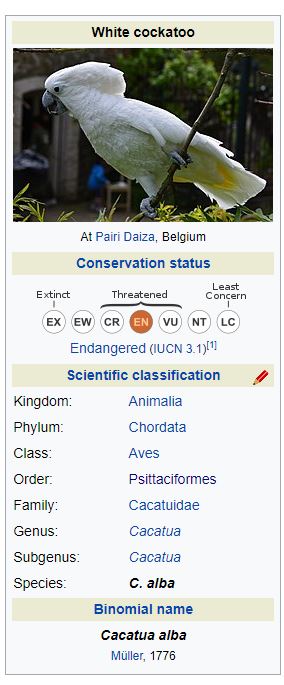 White cockatoo
At Pairi Daiza, Belgium
Conservation status
Extinct Threatened Least Concern
EX EW CR EN VU NT LC
Endangered (IUCN 3.1)[1]
Scientific classification
Kingdom: Animalia
Phylum: Chordata
Class: Aves
Order: Psittaciformes
Family: Cacatuidae
Genus: Cacatua
Subgenus: Cacatua
Species: C. alba
Binomial name
Cacatua alba
Müller, 1776